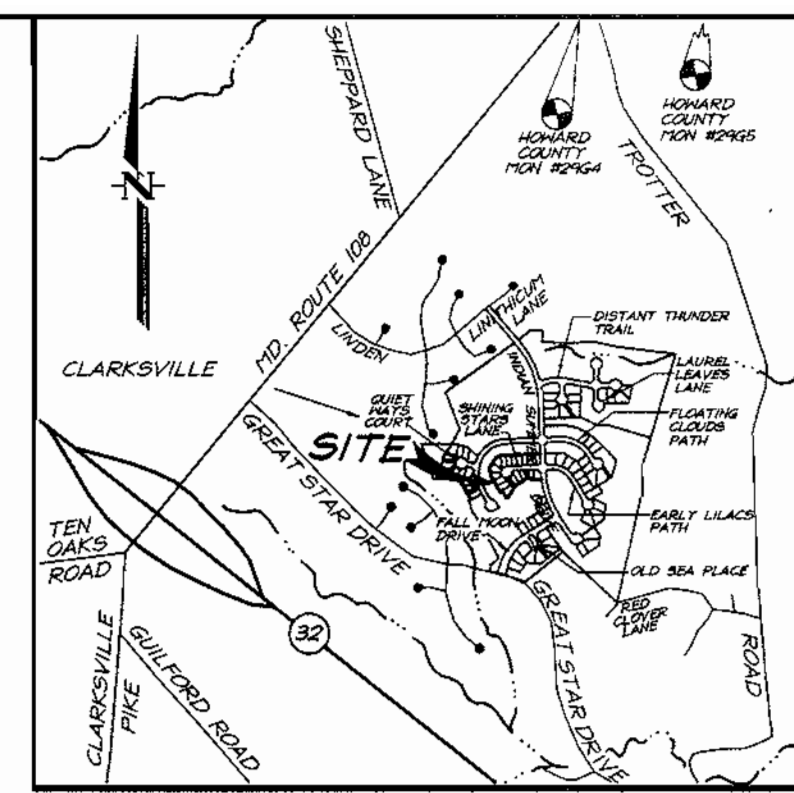 SHEPPARD LANE
HOWARD
COUNTY
MON #29G4
HOWARD
COUNTY
MON #29G5
TROTTER
N
MD. ROUTE 108
LINTHICUM
LANE
LINDEN
DISTANT THUNDER
TRAIL
CLARKSVILLE
INDIAN SUMMER
LAUREL
LEAVES
LANE
QUIET
WAYS
COURT
SHINING
STARS
LANE
FLOATING
CLOUDS
PATH
SITE
GREAT STAR DRIVE
EARLY LILACS
PATH
FALL MOON
DRIVE
TEN
OAKS
ROAD
OLD SEA PLACE
RED
CLOVER
LANE
32
GREAT STAR DRIVE
ROAD
CLARKSVILLE
PIKE
GUILFORD ROAD